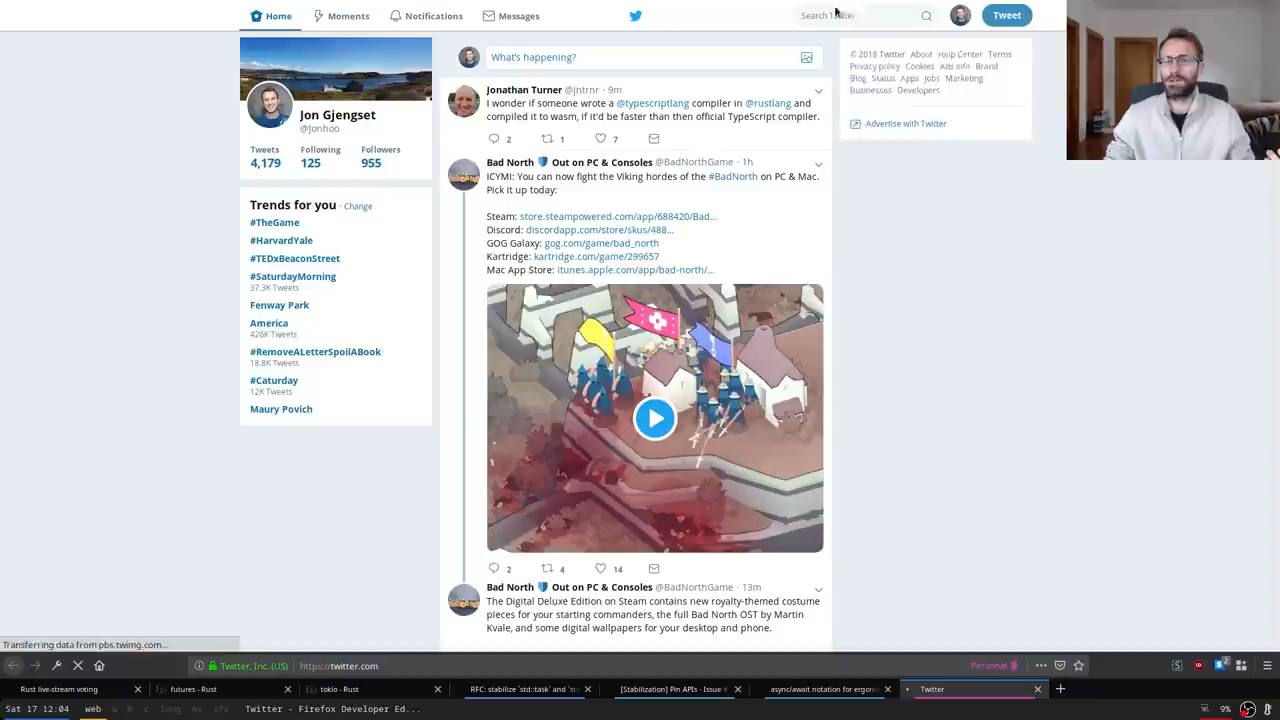 Home
Moments
Notifications
Messages
Search Twitter
Tweet
Jon Gjengset
@Jonhoo
Tweets Following Followers
4,179 125 955
Trends for you · Change
#TheGame
#HarvardYale
#TEDxBeaconStreet
#SaturdayMorning
37.3K Tweets
Fenway Park
America
426K Tweets
#RemoveALetterSpoilABook
18.8K Tweets
#Caturday
12K Tweets
Maury Povich
What's happening?
Jonathan Turner @jntrnr · 9m
I wonder if someone wrote a @typescriptlang compiler in @rustlang and
compiled it to wasm, if it'd be faster than then official TypeScript compiler.
2 1 7
Bad North Out on PC & Consoles @BadNorthGame · 1h
ICYMI: You can now fight the Viking hordes of the #BadNorth on PC & Mac.
Pick it up today:
Steam: store.steampowered.com/app/688420/Bad…
Discord: discordapp.com/store/skus/488…
GOG Galaxy: gog.com/game/bad_north
Kartridge: kartridge.com/game/299657
Mac App Store: itunes.apple.com/app/bad-north/…
2 4 14
Bad North Out on PC & Consoles @BadNorthGame · 13m
The Digital Deluxe Edition on Steam contains new royalty-themed costume
pieces for your starting commanders, the full Bad North OST by Martin
Kvale, and some digital wallpapers for your desktop and phone.
© 2018 Twitter About Help Center Terms
Privacy policy Cookies Ads info Brand
Blog Status Apps Jobs Marketing
Businesses Developers
Advertise with Twitter
Transferring data from pbs.twimg.com...
Twitter, Inc. (US) https://twitter.com Personal 2
Rust live-stream voting
futures - Rust
tokio - Rust
RFC: stabilize `std::task` and `st
[Stabilization] Pin APIs · Issue #
async/await notation for ergon
Twitter
Sat 17 12:04 web a b c long ms Twitter - Firefox Developer Ed... 9%